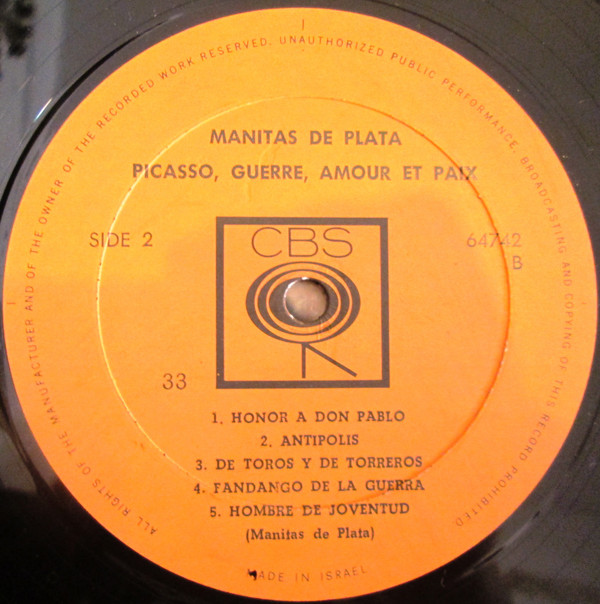 ALL RIGHTS OF THE MANUFACTURER AND OF THE OWNER OF THE RECORDED WORK RESERVED. UNAUTHORIZED PUBLIC PERFORMANCE, BROADCASTING AND COPYING OF THIS RECORD PROHIBITED
MANITAS DE PLATA
PICASSO, GUERRE, AMOUR ET PAIX
SIDE 2
CBS
64742
B
33
1. HONOR A DON PABLO
2. ANTIPOLIS
3. DE TOROS Y DE TORREROS
4. FANDANGO DE LA GUERRA
5. HOMBRE DE JOVENTUD
(Manitas de Plata)
MADE IN ISRAEL